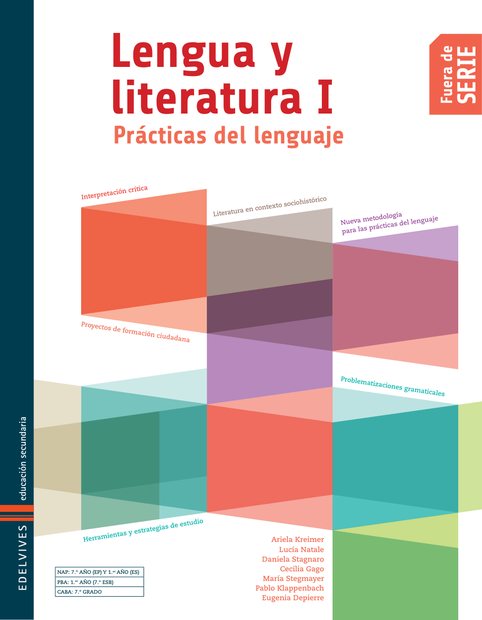 Lengua y
literatura I
Prácticas del lenguaje
Fuera de
SERIE
Interpretación crítica
Literatura en contexto sociohistórico
Nueva metodología
para las prácticas del lenguaje
Proyectos de formación ciudadana
Problematizaciones gramaticales
Herramientas y estrategias de estudio
Ariela Kreimer
Lucía Natale
Daniela Stagnaro
Cecilia Gago
María Stegmayer
Pablo Klappenbach
Eugenia Depierre
NAP: 7.º AÑO (EP) Y 1.er AÑO (ES)
PBA: 1.er AÑO (7.º ESB)
CABA: 7.º GRADO
EDELVIVES
educación secundaria